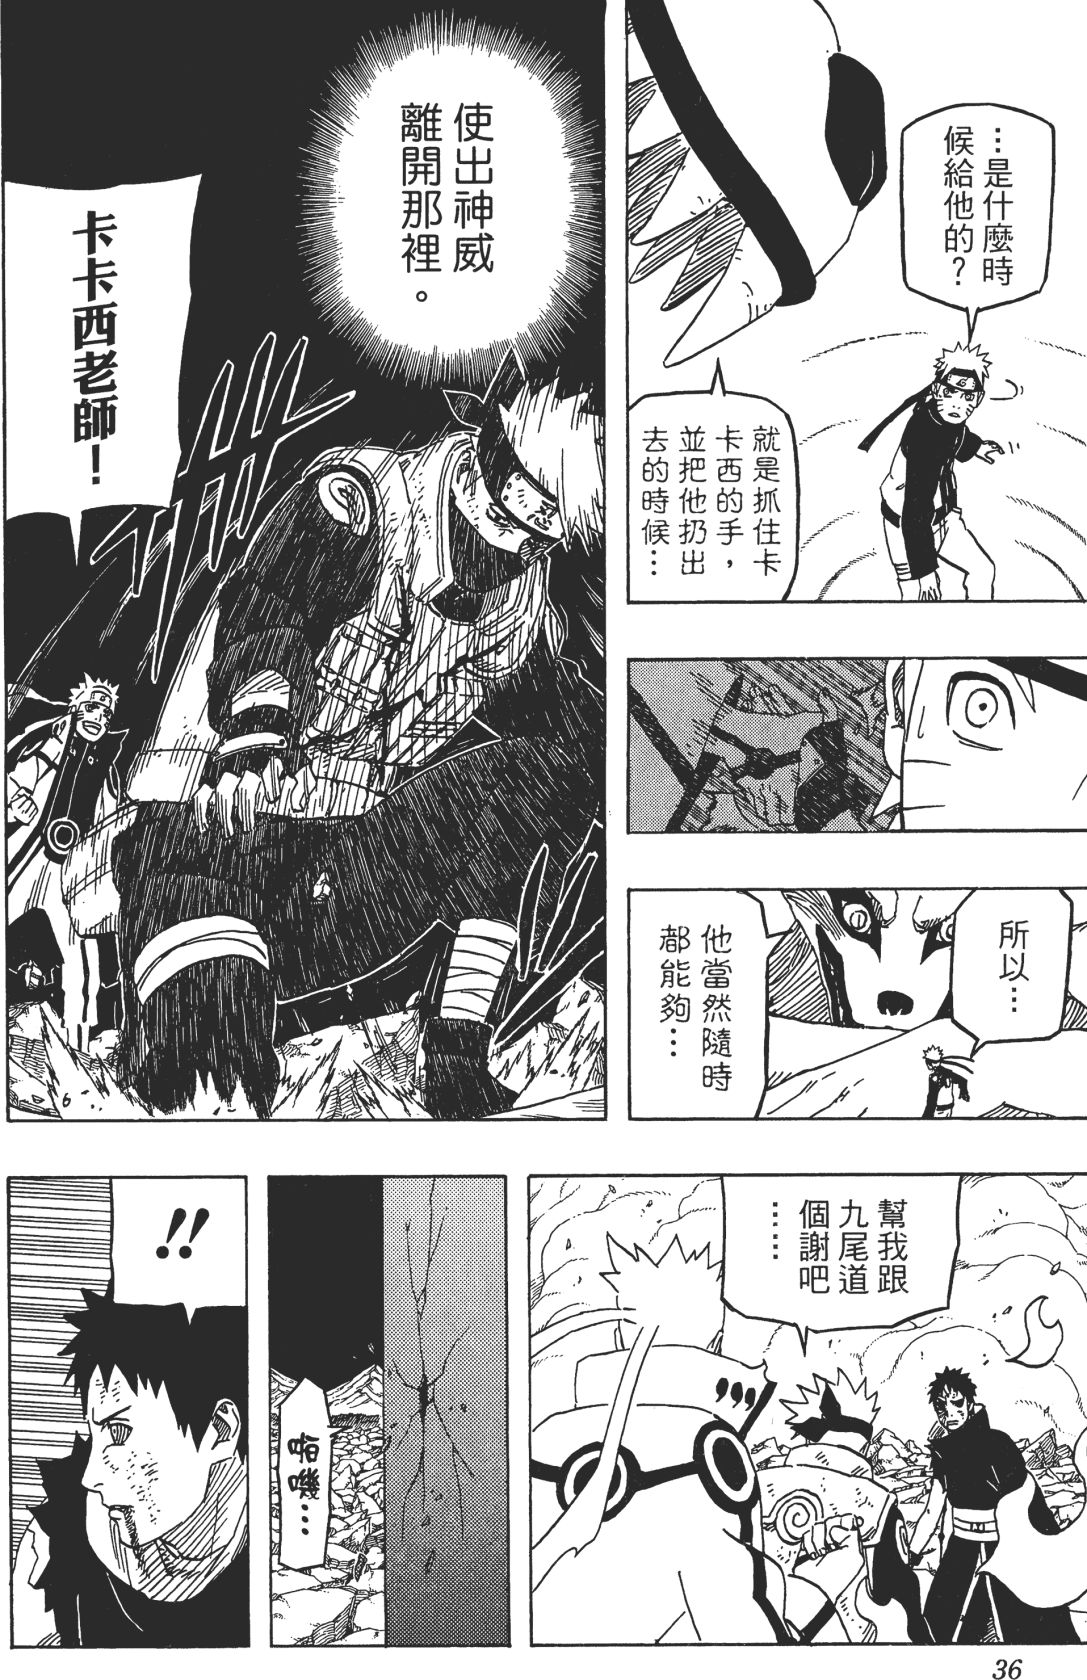 …是什麼時
候給他的？
就是抓住卡
卡西的手，
並把他扔出
去的時候…
所以…
他當然隨時
都能夠…
使出神威
離開那裡。
卡卡西老師！
幫我跟
九尾道
個謝吧
……
啪嘰…
!!
36